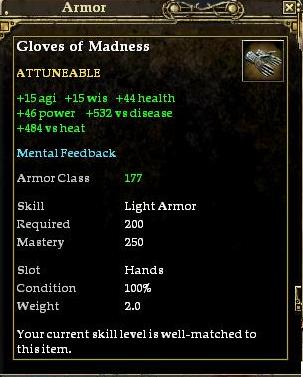 Armor
Gloves of Madness
ATTUNEABLE
+15 agi +15 wis +44 health
+46 power +532 vs disease
+484 vs heat
Mental Feedback
Armor Class 177
Skill Light Armor
Required 200
Mastery 250
Slot Hands
Condition 100%
Weight 2.0
Your current skill level is well-matched to
this item.